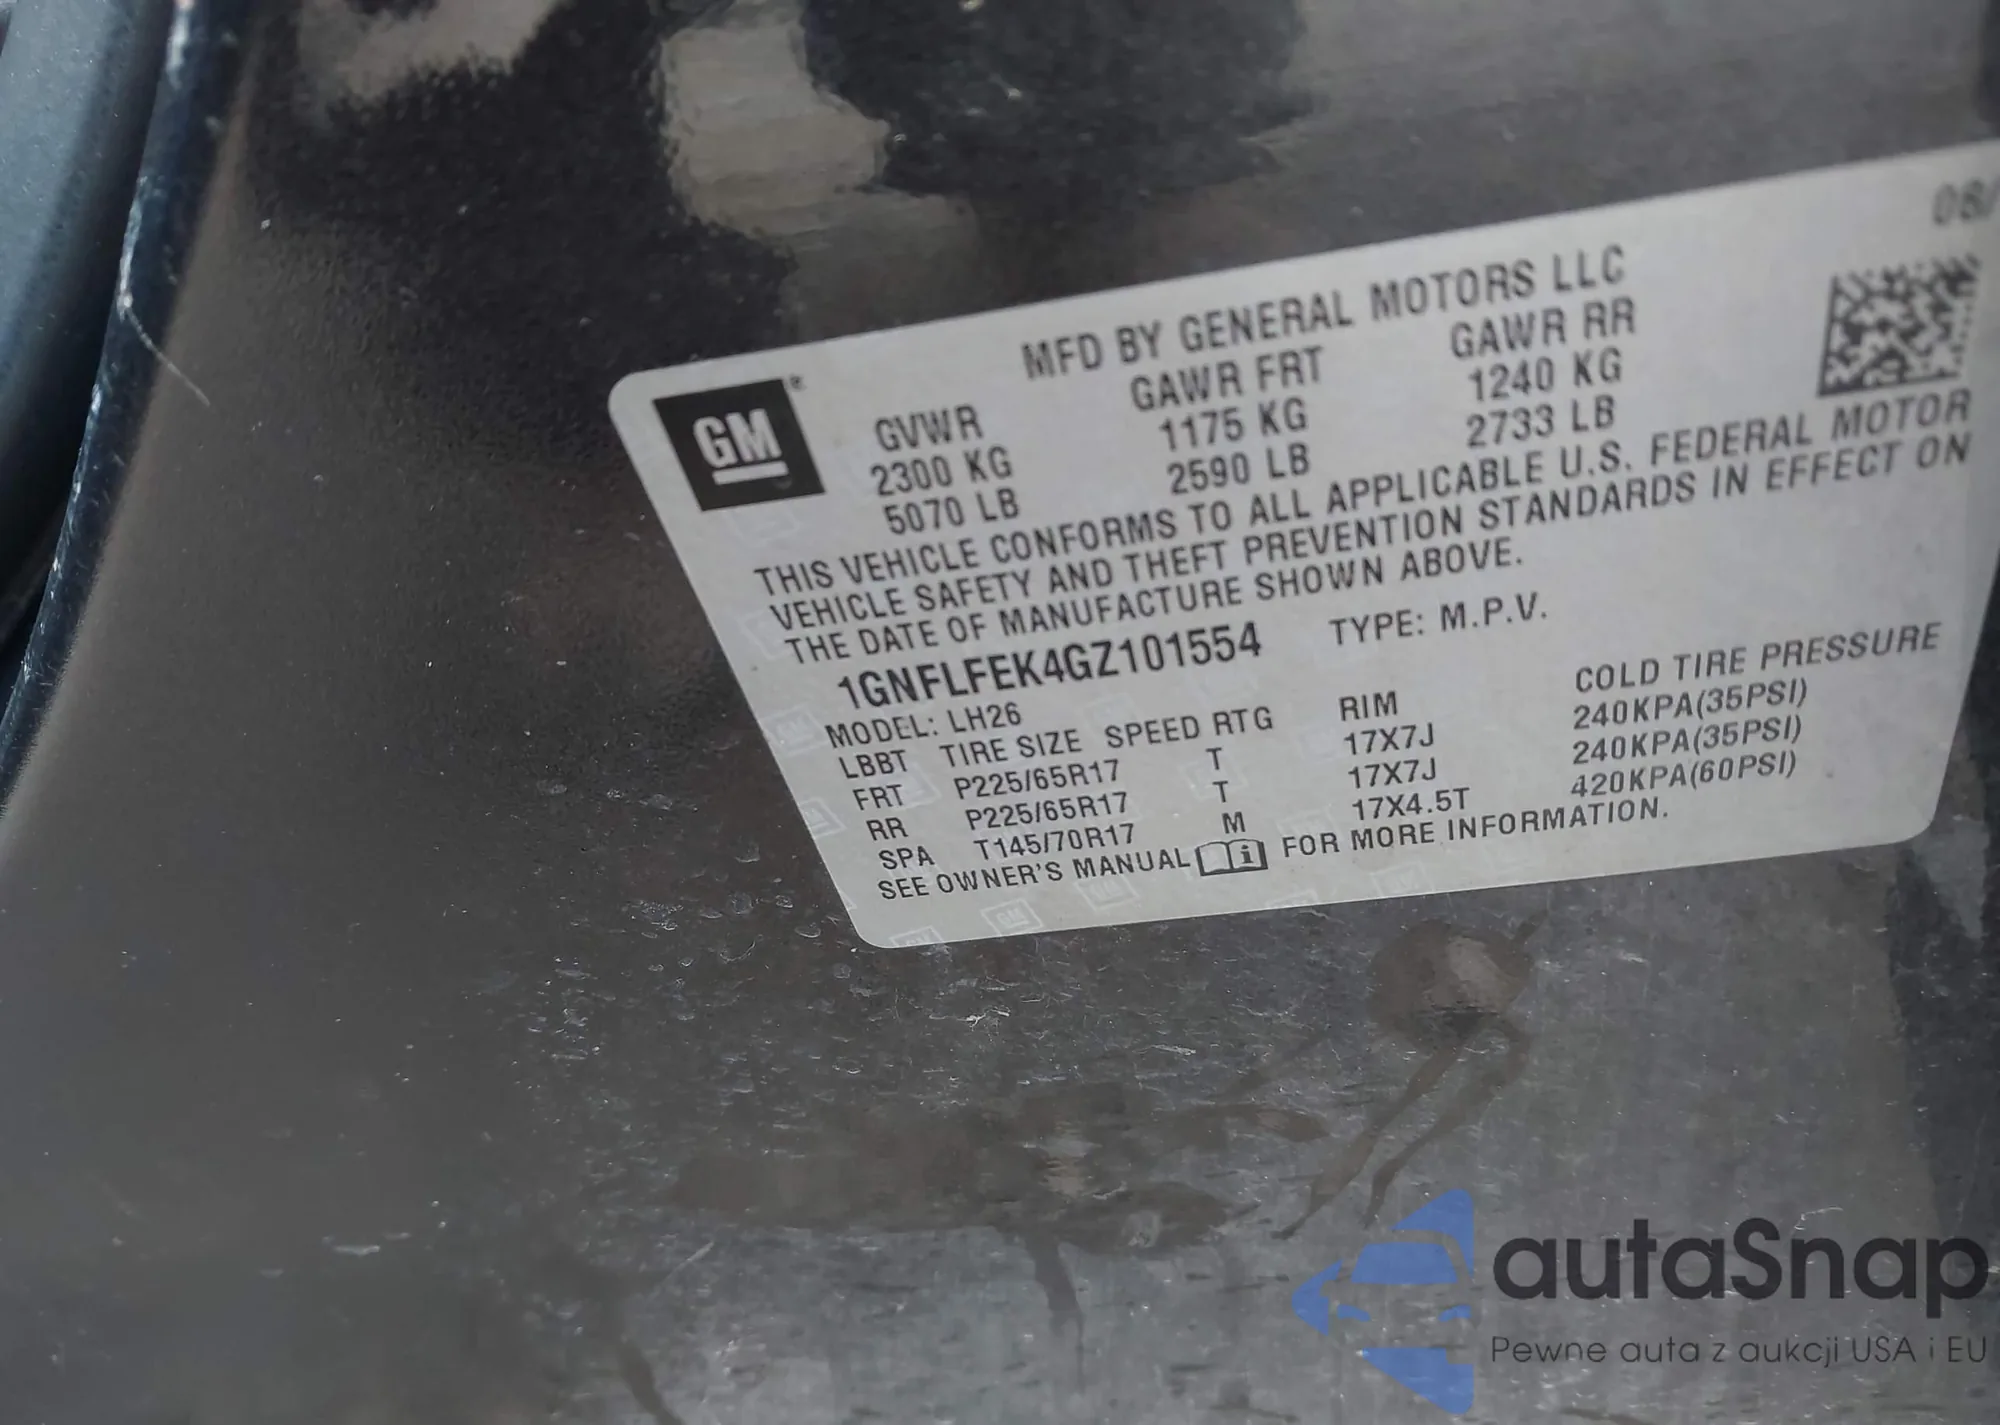 08/
MFD BY GENERAL MOTORS LLC
GVWR GAWR FRT GAWR RR
2300 KG 1175 KG 1240 KG
5070 LB 2590 LB 2733 LB
THIS VEHICLE CONFORMS TO ALL APPLICABLE U.S. FEDERAL MOTOR
VEHICLE SAFETY AND THEFT PREVENTION STANDARDS IN EFFECT ON
THE DATE OF MANUFACTURE SHOWN ABOVE.
1GNFLFEK4GZ101554 TYPE: M.P.V.
MODEL: LH26
LBBT TIRE SIZE SPEED RTG RIM COLD TIRE PRESSURE
FRT P225/65R17 T 17X7J 240KPA(35PSI)
RR P225/65R17 T 17X7J 240KPA(35PSI)
SPA T145/70R17 M 17X4.5T 420KPA(60PSI)
SEE OWNER'S MANUAL FOR MORE INFORMATION.
GM®
autaSnap
Pewne auta z aukcji USA i EU